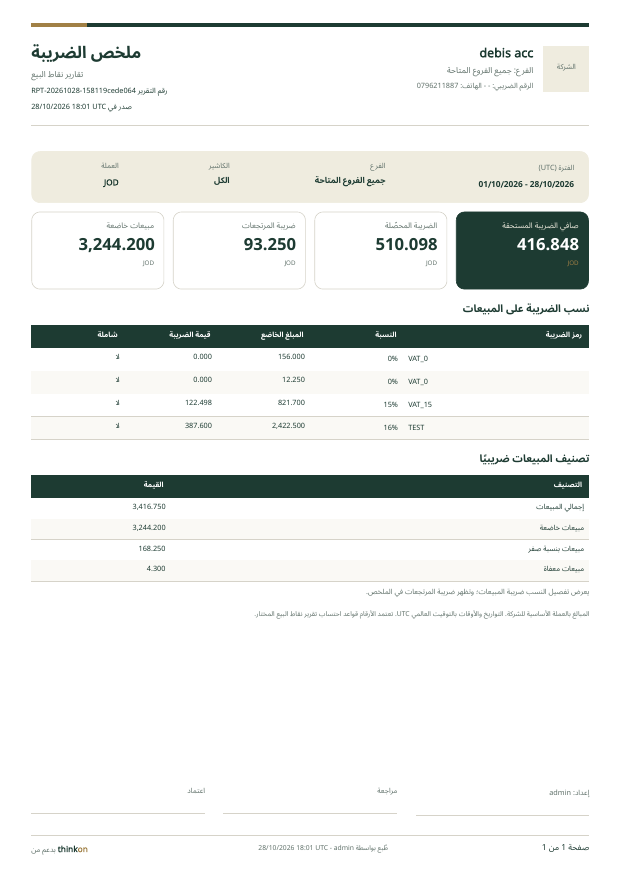 ملخص الضريبة
تقارير نقاط البيع
رقم التقرير RPT-20261028-158119cede064
صدر في 28/10/2026 18:01 UTC
الشركة
debis acc
الفرع: جميع الفروع المتاحة
الرقم الضريبي: - - الهاتف: 0796211887
الفترة (UTC) الفرع الكاشير العملة
01/10/2026 - 28/10/2026 جميع الفروع المتاحة الكل JOD
صافي الضريبة المستحقة الضريبة المحصّلة ضريبة المرتجعات مبيعات خاضعة
416.848 510.098 93.250 3,244.200
JOD JOD JOD JOD
نسب الضريبة على المبيعات
رمز الضريبة النسبة المبلغ الخاضع قيمة الضريبة شاملة
VAT_0 0% 156.000 0.000 لا
VAT_0 0% 12.250 0.000 لا
VAT_15 15% 821.700 122.498 لا
TEST 16% 2,422.500 387.600 لا
تصنيف المبيعات ضريبيًا
التصنيف القيمة
إجمالي المبيعات 3,416.750
مبيعات خاضعة 3,244.200
مبيعات بنسبة صفر 168.250
مبيعات معفاة 4.300
يعرض تفصيل النسب ضريبة المبيعات؛ وتظهر ضريبة المرتجعات في الملخص.
المبالغ بالعملة الأساسية للشركة. التواريخ والأوقات بالتوقيت العالمي UTC. تعتمد الأرقام قواعد احتساب تقرير نقاط البيع المختار.
إعداد: admin مراجعة اعتماد
صفحة 1 من 1 طُبع بواسطة admin - 28/10/2026 18:01 UTC بدعم من thinkon